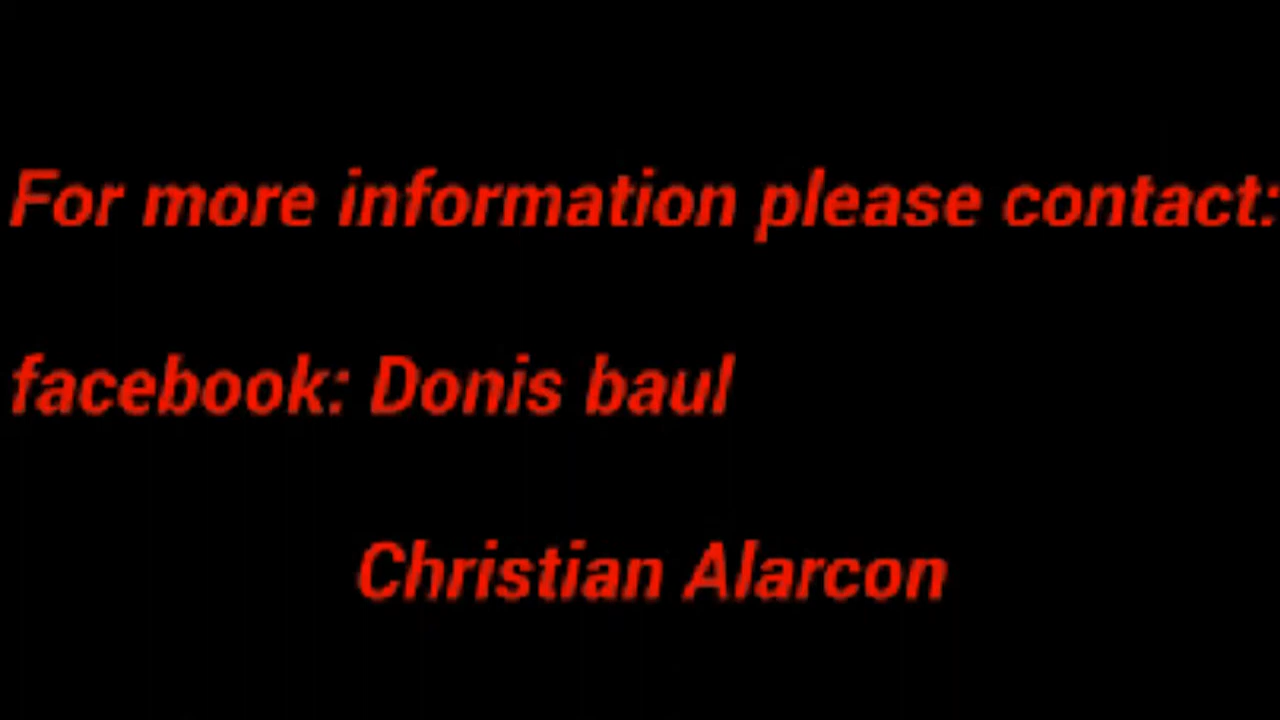 For more information please contact:
facebook: Donis baul
Christian Alarcon